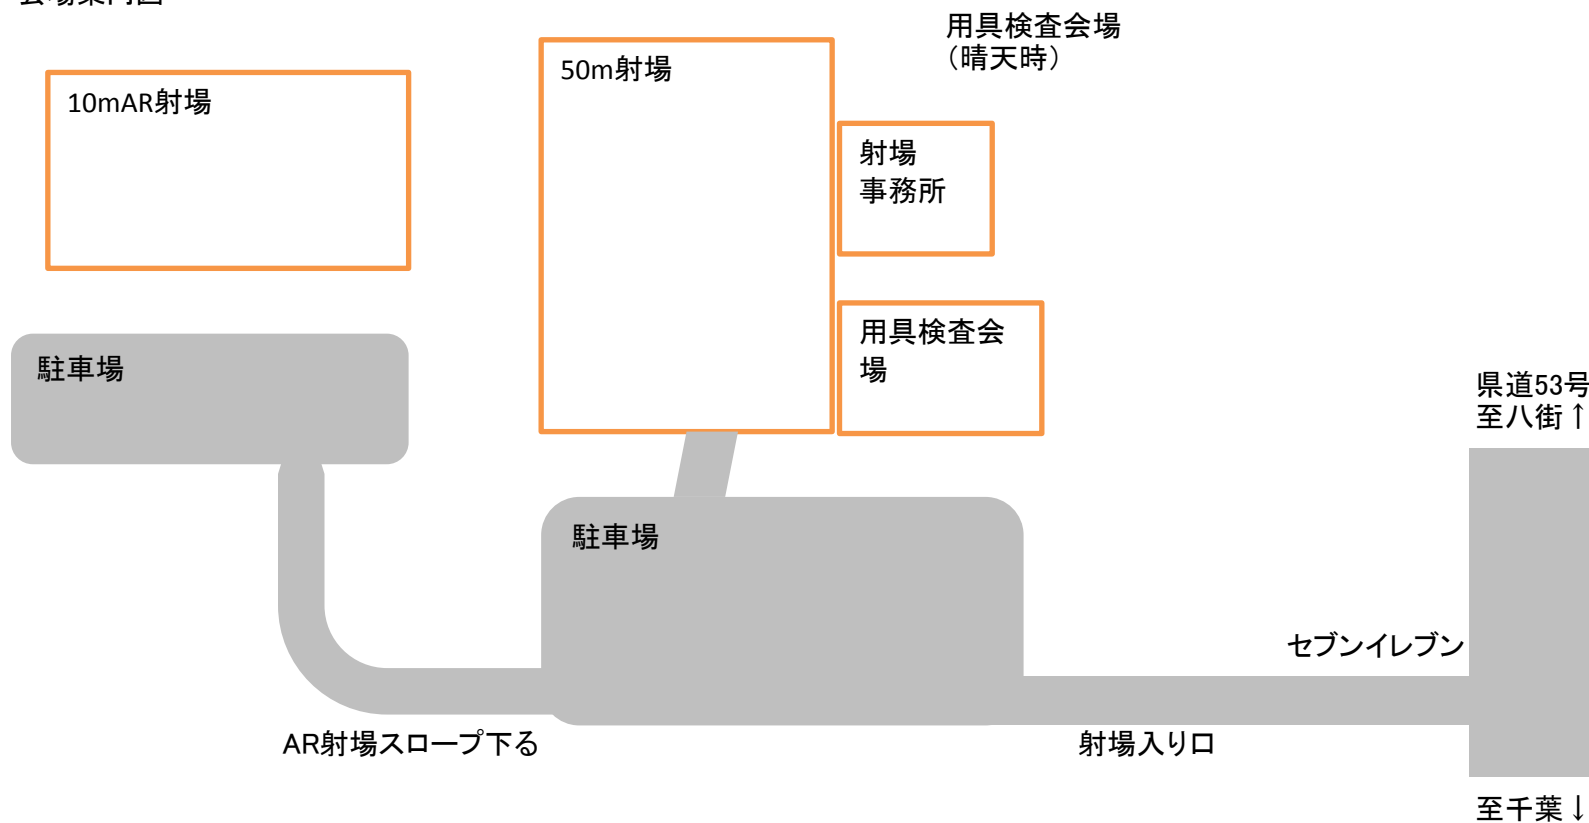 用具検査会場
（晴天時）
50m射場
10mAR射場
射場
事務所
用具検査会
場
駐車場
県道53号
至八街↑
駐車場
セブンイレブン
AR射場スロープ下る
射場入り口
至千葉↓